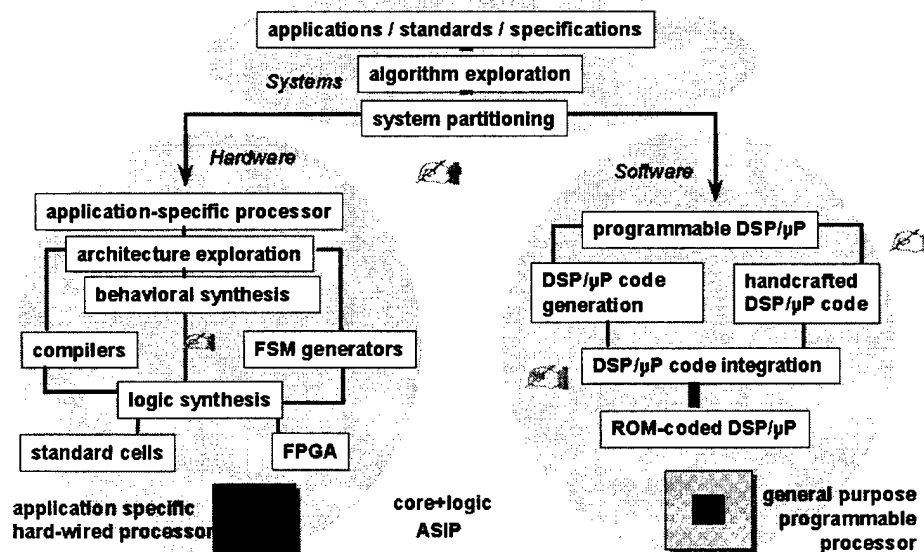 applications / standards / specifications
Systems
algorithm exploration
system partitioning
Hardware
Software
application-specific processor
architecture exploration
behavioral synthesis
compilers
FSM generators
logic synthesis
standard cells
FPGA
programmable DSP/µP
DSP/µP code
generation
handcrafted
DSP/µP code
DSP/µP code integration
ROM-coded DSP/µP
application specific
hard-wired processor
core+logic
ASIP
general purpose
programmable
processor